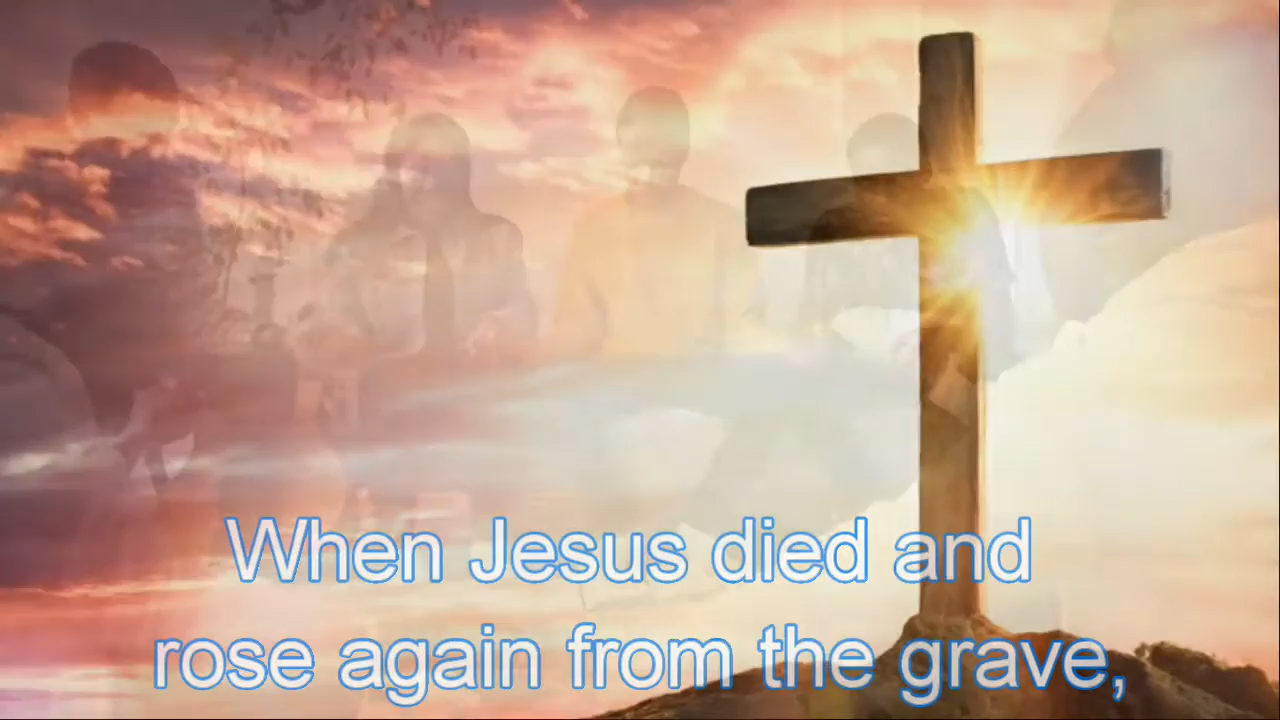 When Jesus died and
rose again from the grave,